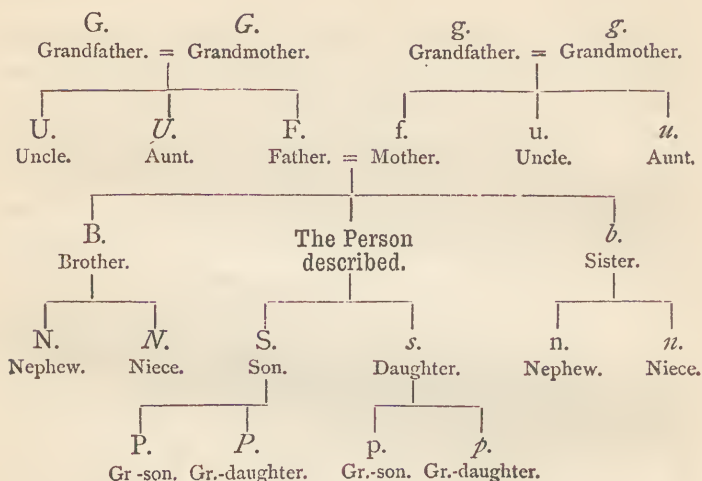 G. G. g. g.
Grandfather. = Grandmother. Grandfather. = Grandmother.
U. U. F. f. u. u.
Uncle. Aunt. Father. = Mother. Uncle. Aunt.
B. The Person described. b.
Brother. Sister.
N. N. S. s. n. n.
Nephew. Niece. Son. Daughter. Nephew. Niece.
P. P. p. p.
Gr -son. Gr.-daughter. Gr.-son. Gr.-daughter.